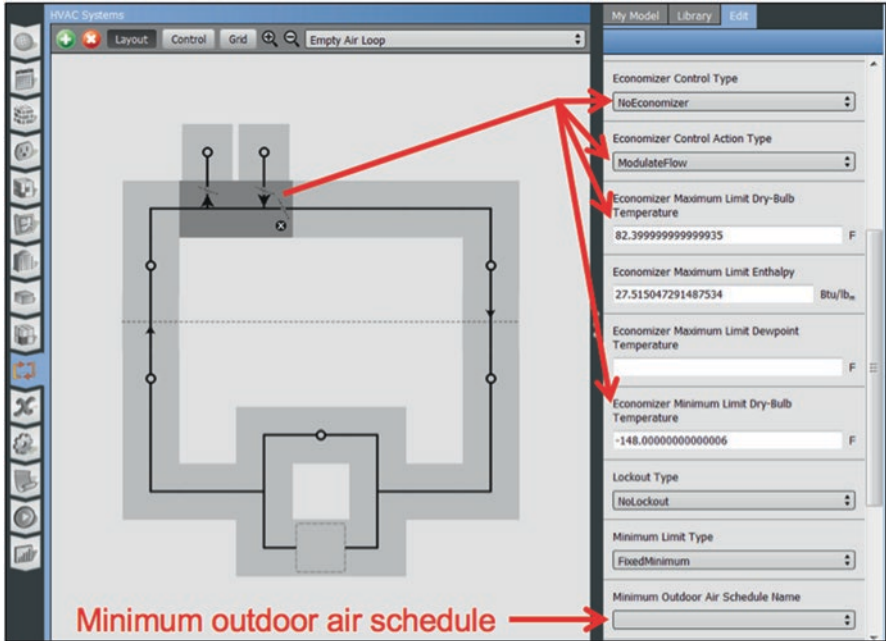 HVAC Systems
Layout
Control
Grid
Empty Air Loop
My Model
Library
Edit
Economizer Control Type
NoEconomizer
Economizer Control Action Type
ModulateFlow
Economizer Maximum Limit Dry-Bulb
Temperature
82.399999999999935 F
Economizer Maximum Limit Enthalpy
27.515047291487534 Btu/lbₘ
Economizer Maximum Limit Dewpoint
Temperature
F
Economizer Minimum Limit Dry-Bulb
Temperature
-148.00000000000006 F
Lockout Type
NoLockout
Minimum Limit Type
FixedMinimum
Minimum Outdoor Air Schedule Name
Minimum outdoor air schedule